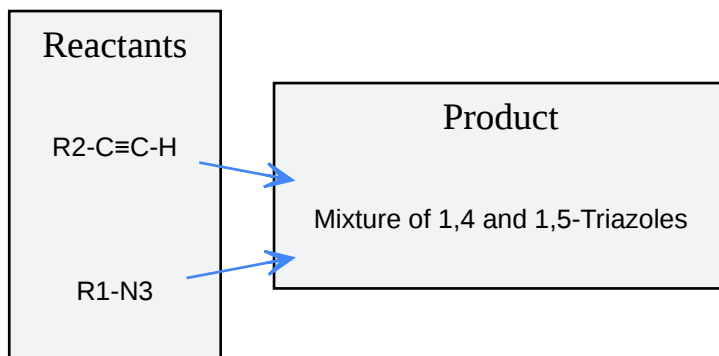 Reactants
R2-C≡C-H
R1-N3
Product
Mixture of 1,4 and 1,5-Triazoles